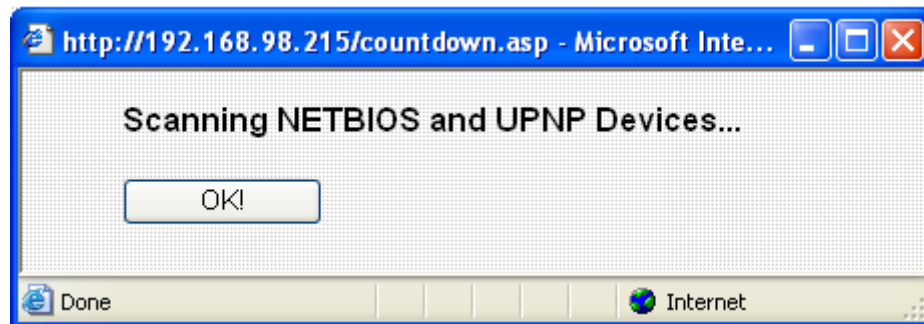 http://192.168.98.215/countdown.asp - Microsoft Inte...
Scanning NETBIOS and UPNP Devices...
OK!
Done
Internet